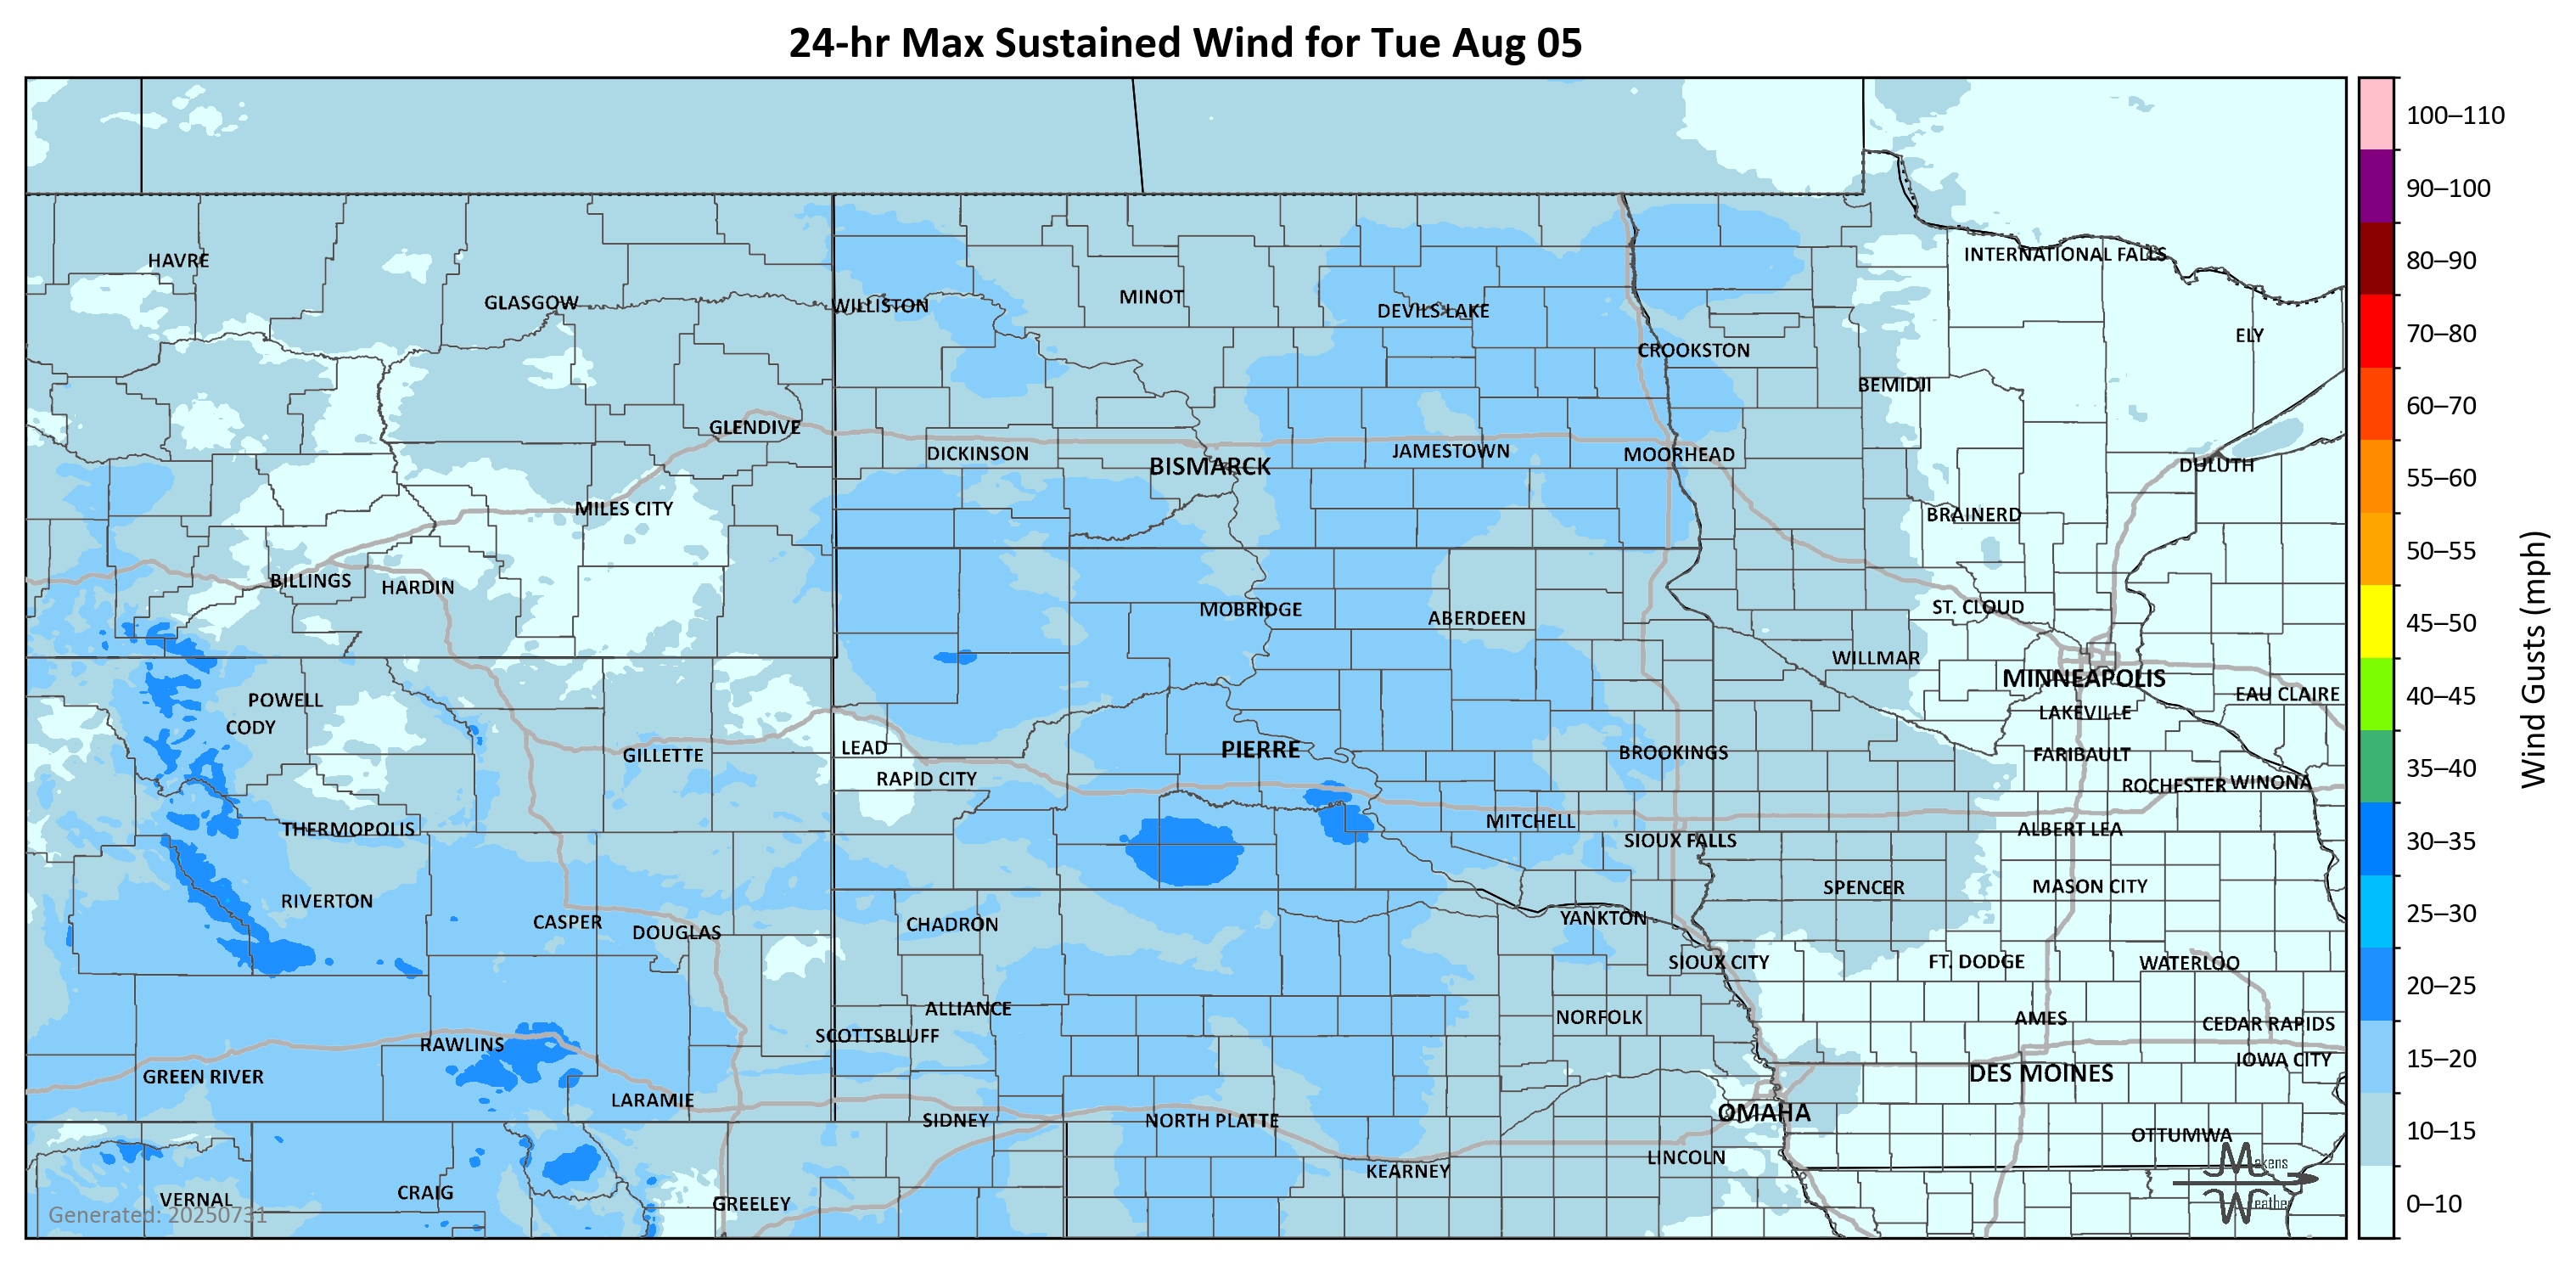 24-hr Max Sustained Wind for Tue Aug 05
100–110
90–100
80–90
70–80
60–70
55–60
50–55
45–50
40–45
35–40
30–35
25–30
20–25
15–20
10–15
0–10
Wind Gusts (mph)
HAVRE
GLASGOW
WILLISTON
MINOT
DEVILS LAKE
INTERNATIONAL FALLS
ELY
CROOKSTON
BEMIDJI
GLENDIVE
DICKINSON
BISMARCK
JAMESTOWN
MOORHEAD
DULUTH
MILES CITY
BRAINERD
BILLINGS
HARDIN
MOBRIDGE
ABERDEEN
ST. CLOUD
WILLMAR
MINNEAPOLIS
EAU CLAIRE
POWELL
CODY
LAKEVILLE
GILLETTE
LEAD
PIERRE
BROOKINGS
FARIBAULT
RAPID CITY
ROCHESTER
WINONA
THERMOPOLIS
MITCHELL
SIOUX FALLS
ALBERT LEA
RIVERTON
SPENCER
MASON CITY
CASPER
DOUGLAS
CHADRON
YANKTON
SIOUX CITY
FT. DODGE
WATERLOO
ALLIANCE
NORFOLK
AMES
CEDAR RAPIDS
RAWLINS
SCOTTSBLUFF
IOWA CITY
GREEN RIVER
DES MOINES
LARAMIE
SIDNEY
NORTH PLATTE
OMAHA
OTTUMWA
KEARNEY
LINCOLN
VERNAL
CRAIG
GREELEY
Generated: 20250731
Makens
Weather